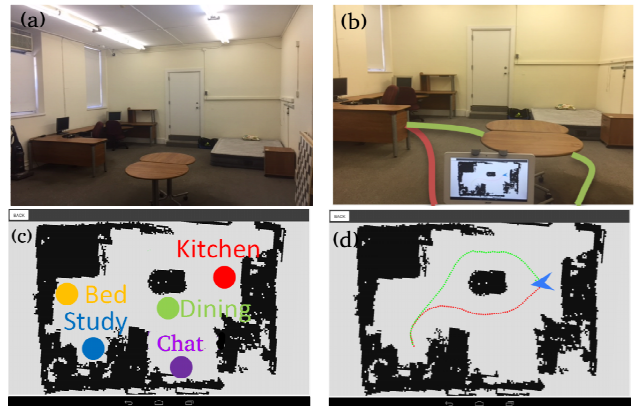 (a)
(b)
BACK
(c)
Kitchen
Bed
Dining
Study
Chat
BACK
(d)